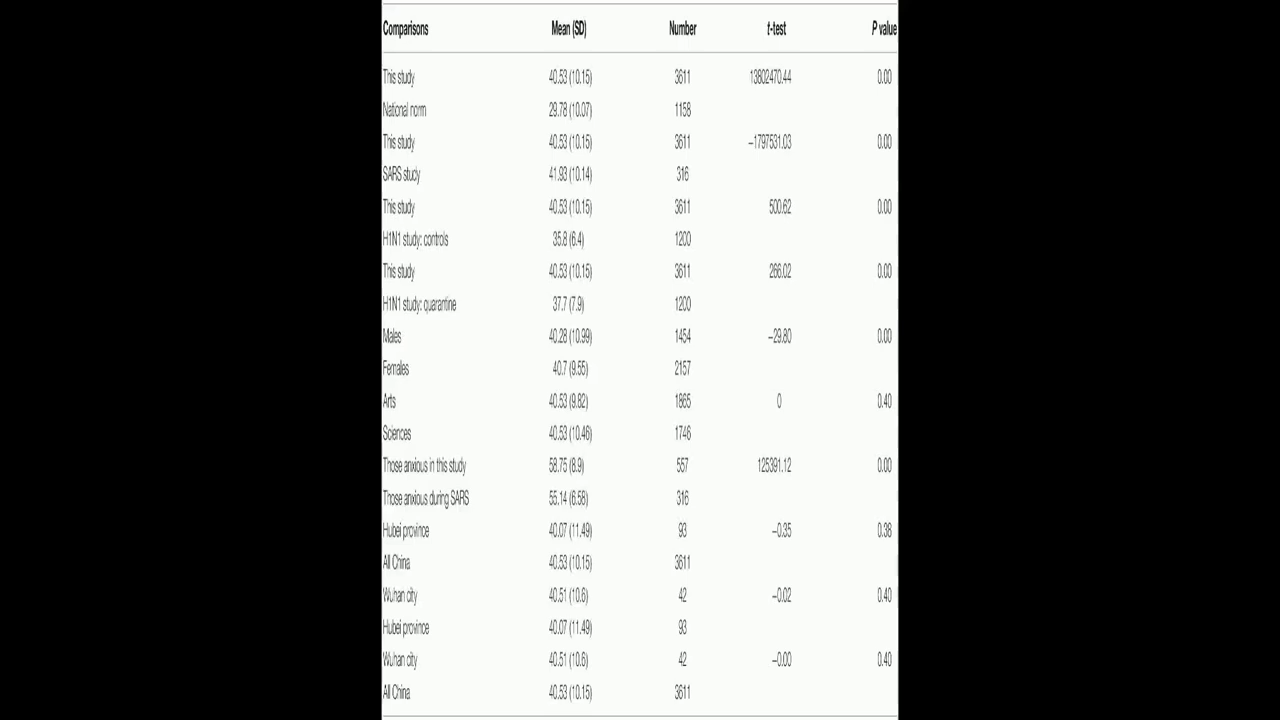 Comparisons Mean (SD) Number t-test P value
This study 40.53 (10.15) 3611 13802470.44 0.00
National norm 29.78 (10.07) 1158
This study 40.53 (10.15) 3611 −1797531.03 0.00
SARS study 41.93 (10.14) 316
This study 40.53 (10.15) 3611 500.62 0.00
H1N1 study: controls 35.8 (6.4) 1200
This study 40.53 (10.15) 3611 266.02 0.00
H1N1 study: quarantine 37.7 (7.9) 1200
Males 40.28 (10.99) 1454 −29.80 0.00
Females 40.7 (9.55) 2157
Arts 40.53 (9.82) 1865 0 0.40
Sciences 40.53 (10.46) 1746
Those anxious in this study 58.75 (8.9) 557 125391.12 0.00
Those anxious during SARS 55.14 (6.58) 316
Hubei province 40.07 (11.49) 93 −0.35 0.38
All China 40.53 (10.15) 3611
Wuhan city 40.51 (10.6) 42 −0.02 0.40
Hubei province 40.07 (11.49) 93
Wuhan city 40.51 (10.6) 42 −0.00 0.40
All China 40.53 (10.15) 3611